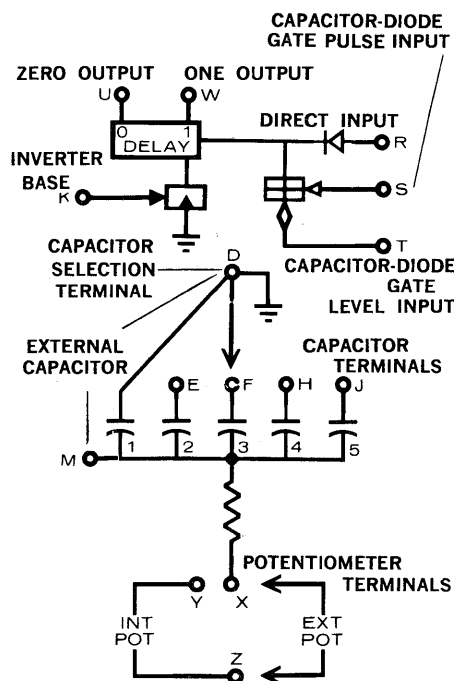 CAPACITOR-DIODE
GATE PULSE INPUT
ZERO OUTPUT
ONE OUTPUT
U
W
0
1
DELAY
DIRECT INPUT
R
INVERTER
BASE
K
S
T
CAPACITOR-DIODE
GATE
LEVEL INPUT
CAPACITOR
SELECTION
TERMINAL
D
EXTERNAL
CAPACITOR
CAPACITOR
TERMINALS
E
F
H
J
M
1
2
3
4
5
POTENTIOMETER
TERMINALS
Y
X
INT
POT
EXT
POT
Z